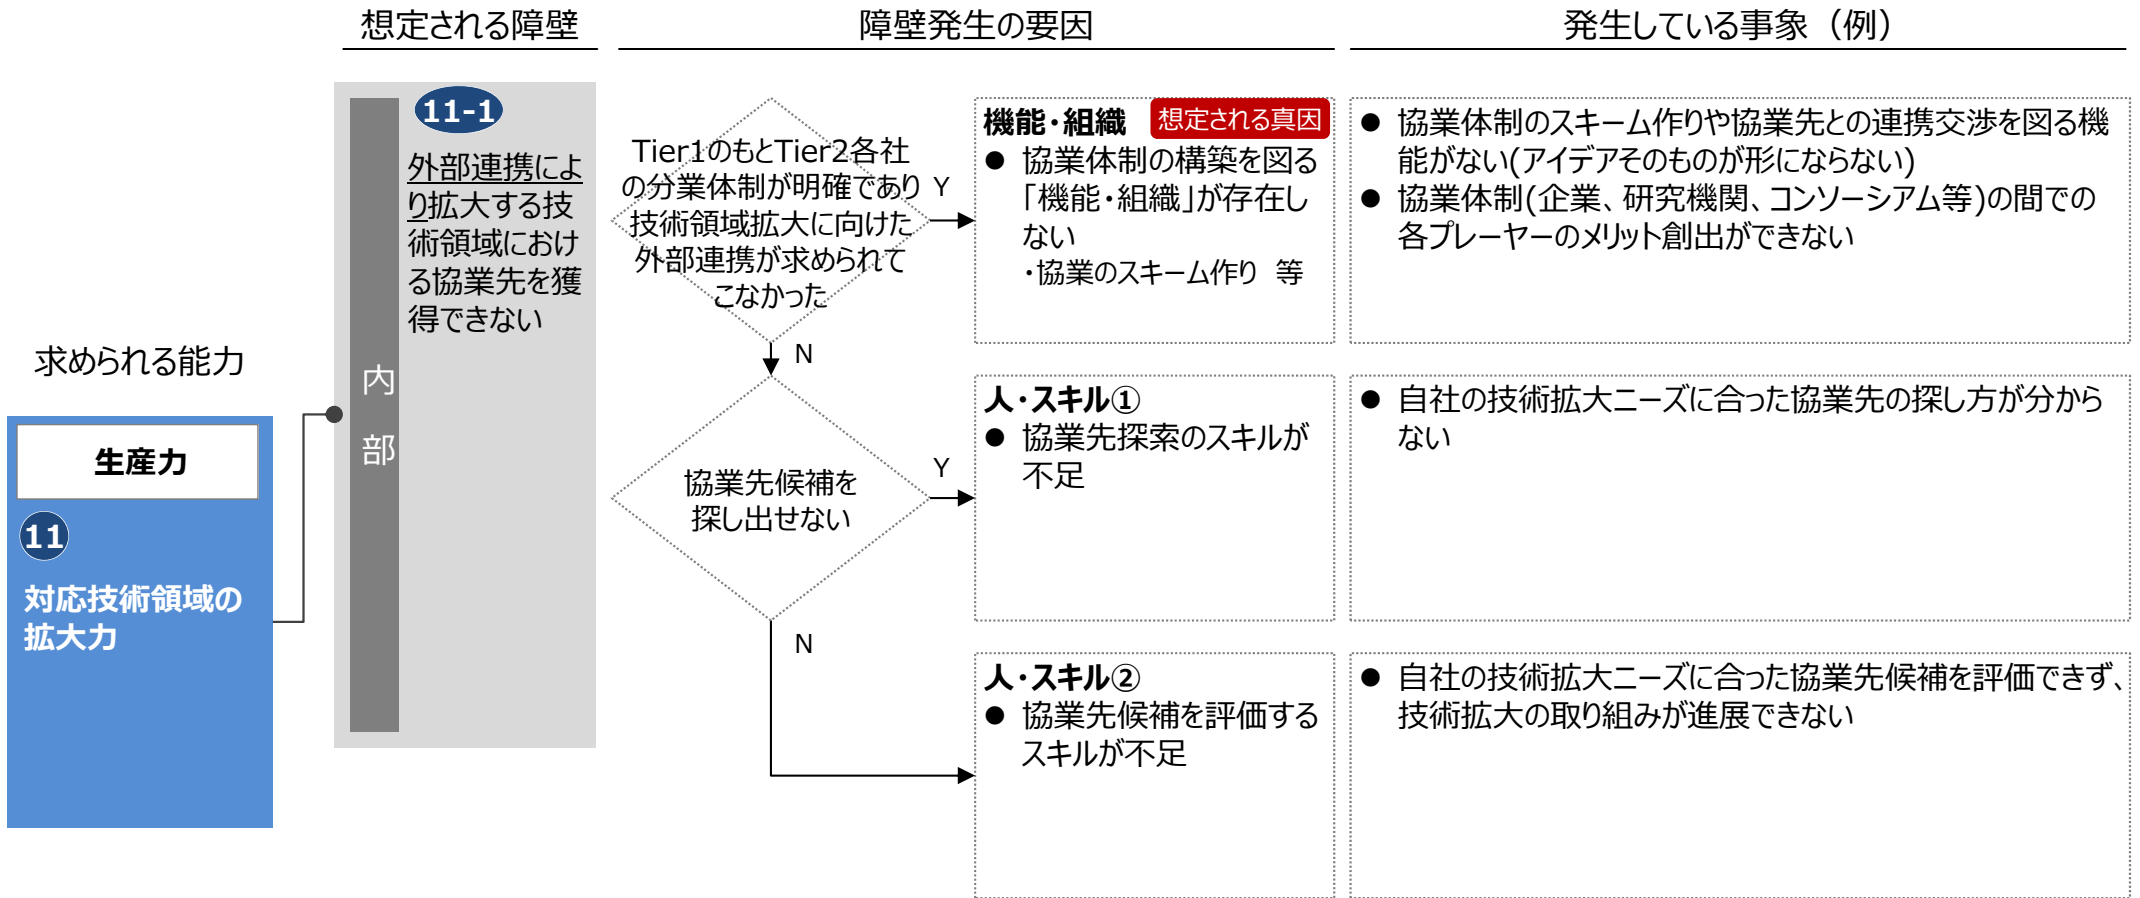 想定される障壁
障壁発生の要因
発生している事象（例）
求められる能力
生産力
11
対応技術領域の
拡大力
内
部
11-1
外部連携によ
り拡大する技
術領域におけ
る協業先を獲
得できない
Tier1のもとTier2各社
の分業体制が明確であり
技術領域拡大に向けた
外部連携が求められて
こなかった
Y
N
機能・組織
想定される真因
● 協業体制の構築を図る
「機能・組織」が存在し
ない
・協業のスキーム作り 等
● 協業体制のスキーム作りや協業先との連携交渉を図る機
能がない(アイデアそのものが形にならない)
● 協業体制(企業、研究機関、コンソーシアム等)の間での
各プレーヤーのメリット創出ができない
協業先候補を
探し出せない
Y
N
人・スキル①
● 協業先探索のスキルが
不足
● 自社の技術拡大ニーズに合った協業先の探し方が分から
ない
人・スキル②
● 協業先候補を評価する
スキルが不足
● 自社の技術拡大ニーズに合った協業先候補を評価できず、
技術拡大の取り組みが進展できない